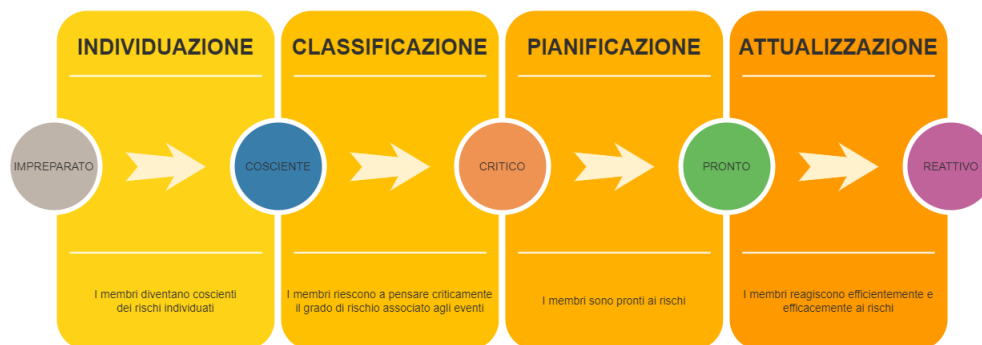 INDIVIDUAZIONE
CLASSIFICAZIONE
PIANIFICAZIONE
ATTUALIZZAZIONE
IMPREPARATO
COSCIENTE
CRITICO
PRONTO
REATTIVO
I membri diventano coscienti
dei rischi individuati
I membri riescono a pensare criticamente
il grado di rischio associato agli eventi
I membri sono pronti ai rischi
I membri reagiscono efficientemente e
efficacemente ai rischi